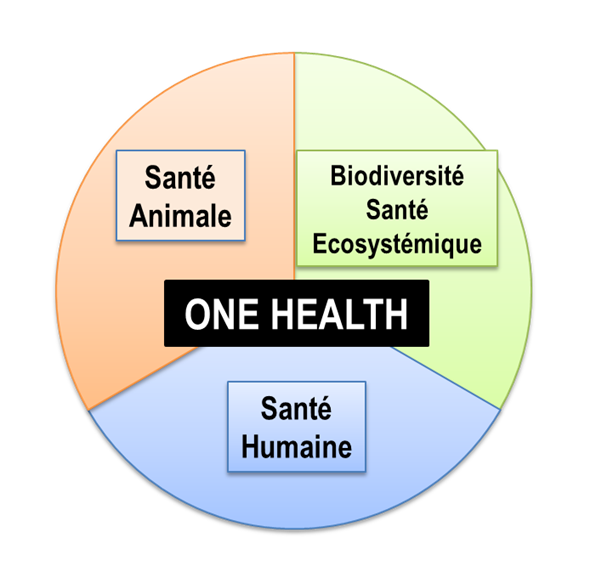 Santé
Animale
Biodiversité
Santé
Ecosystémique
ONE HEALTH
Santé
Humaine